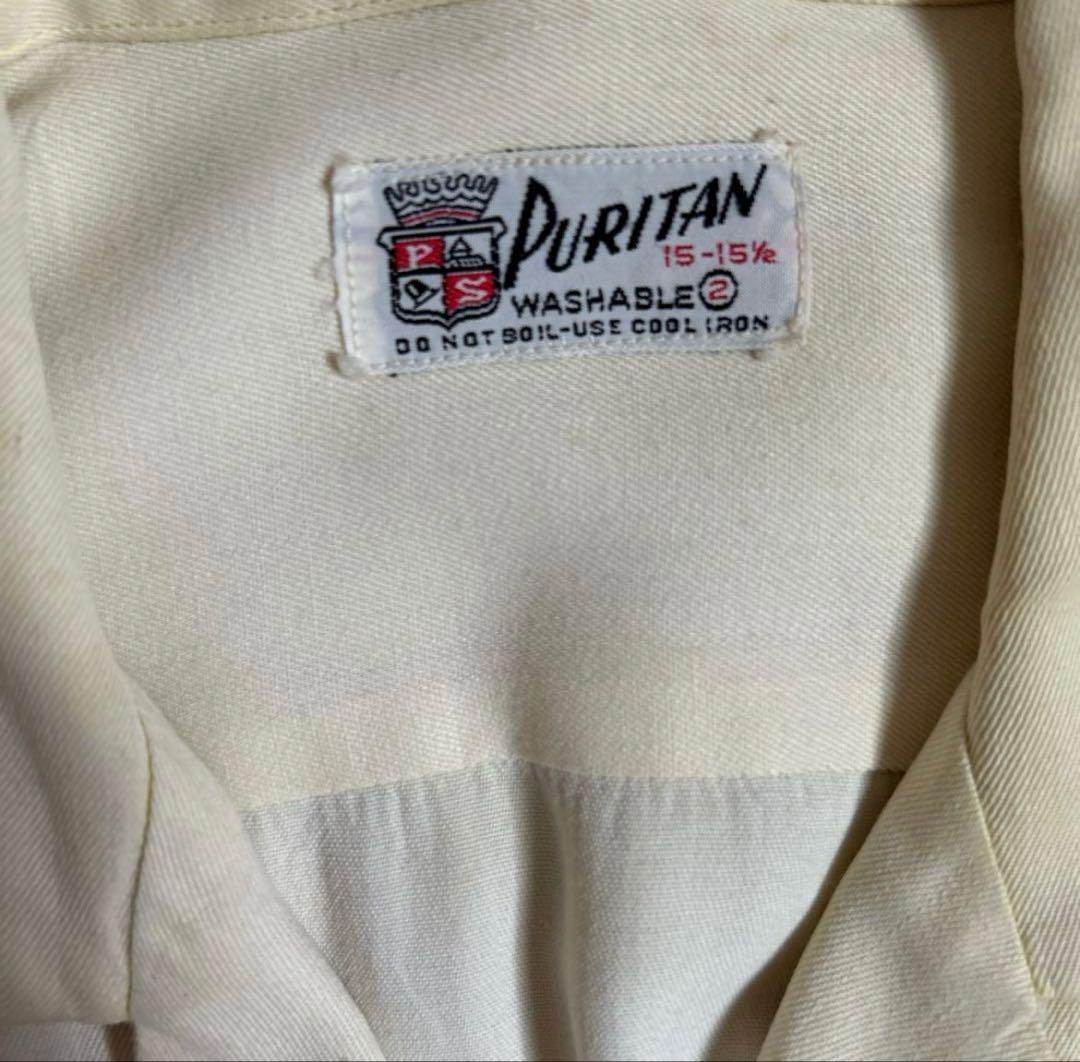 P
S
PURITAN
15-15½
WASHABLE 2
DO NOT BOIL-USE COOL IRON